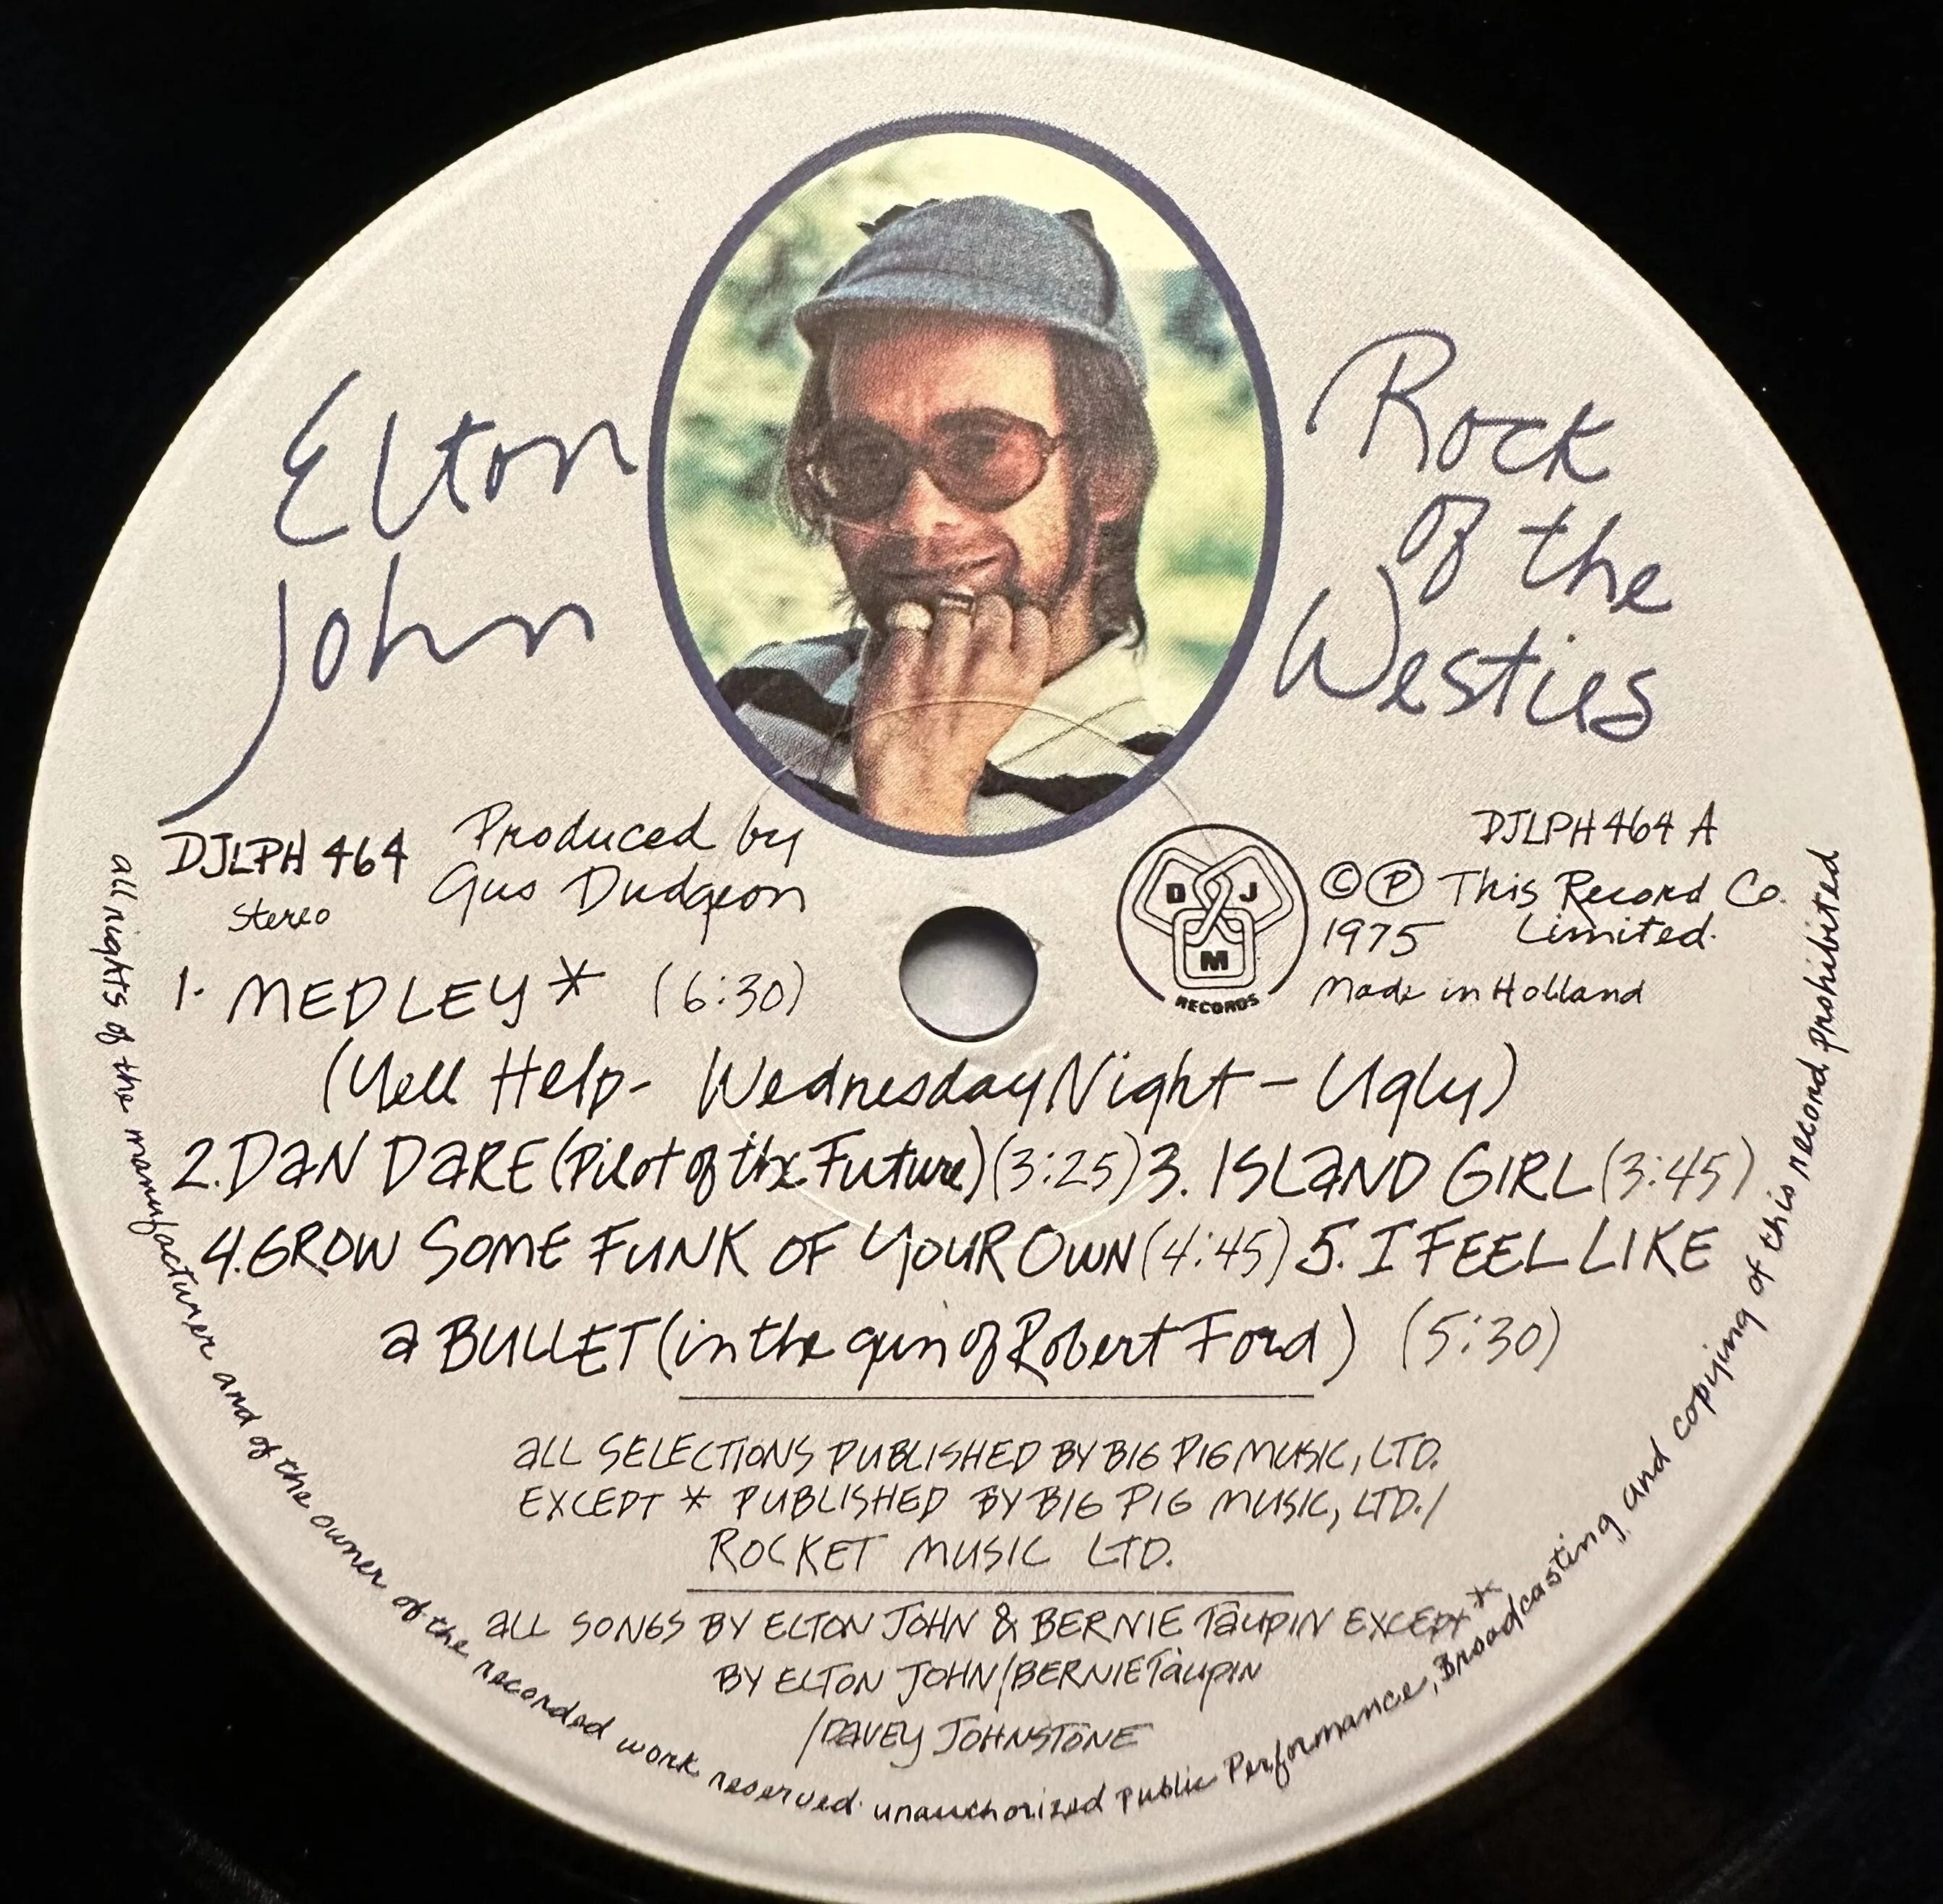 Elton
John
Rock
of the
Westies
DJLPH 464
Stereo
Produced by
Gus Dudgeon
D J
M
RECORDS
DJLPH 464 A
© ℗ This Record Co.
1975 Limited.
Made in Holland
1. MEDLEY * (6:30)
(Yell Help- Wednesday Night - Ugly)
2. DAN DARE (Pilot of the Future) (3:25) 3. ISLAND GIRL (3:45)
4. GROW SOME FUNK OF YOUR OWN (4:45) 5. I FEEL LIKE
a BULLET (in the gun of Robert Ford) (5:30)
ALL SELECTIONS PUBLISHED BY BIG PIG MUSIC, LTD.
EXCEPT * PUBLISHED BY BIG PIG MUSIC, LTD./
ROCKET MUSIC LTD.
ALL SONGS BY ELTON JOHN & BERNIE TAUPIN EXCEPT *
BY ELTON JOHN/BERNIE TAUPIN
/DAVEY JOHNSTONE
all rights of the manufacturer and of the owner of the recorded work reserved. unauthorized public Performance, Broadcasting and copying of this record prohibited